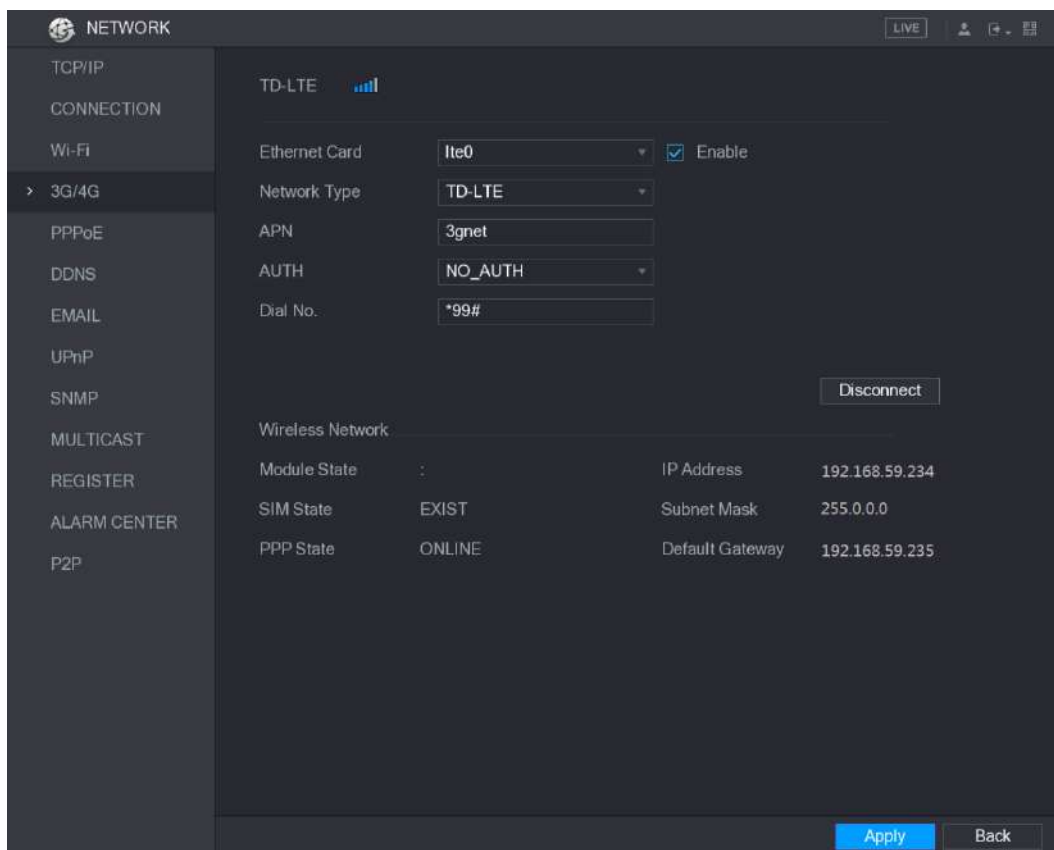 NETWORK
LIVE
TCP/IP
CONNECTION
Wi-Fi
3G/4G
PPPoE
DDNS
EMAIL
UPnP
SNMP
MULTICAST
REGISTER
ALARM CENTER
P2P
TD-LTE
Ethernet Card lte0 Enable
Network Type TD-LTE
APN 3gnet
AUTH NO_AUTH
Dial No. *99#
Disconnect
Wireless Network
Module State : IP Address 192.168.59.234
SIM State EXIST Subnet Mask 255.0.0.0
PPP State ONLINE Default Gateway 192.168.59.235
Apply Back